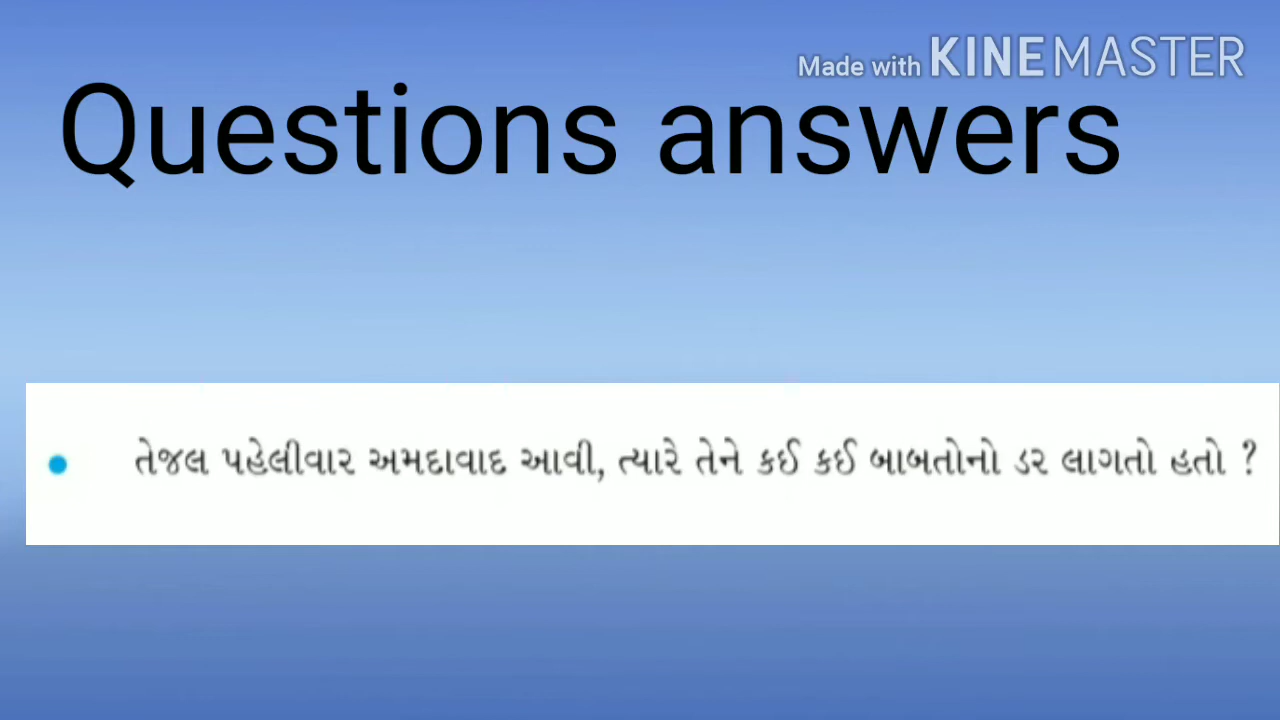 Made with KINEMASTER
Questions answers
તેજલ પહેલીવાર અમદાવાદ આવી, ત્યારે તેને કઈ કઈ બાબતોનો ડર લાગતો હતો ?